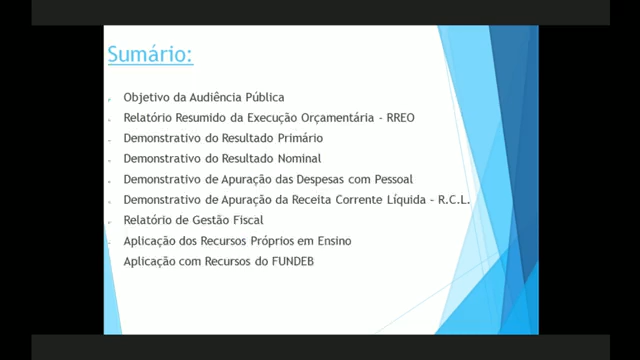 Sumário:
Objetivo da Audiência Pública
Relatório Resumido da Execução Orçamentária - RREO
Demonstrativo do Resultado Primário
Demonstrativo do Resultado Nominal
Demonstrativo de Apuração das Despesas com Pessoal
Demonstrativo de Apuração da Receita Corrente Líquida – R.C.L.
Relatório de Gestão Fiscal
Aplicação dos Recursos Próprios em Ensino
Aplicação com Recursos do FUNDEB